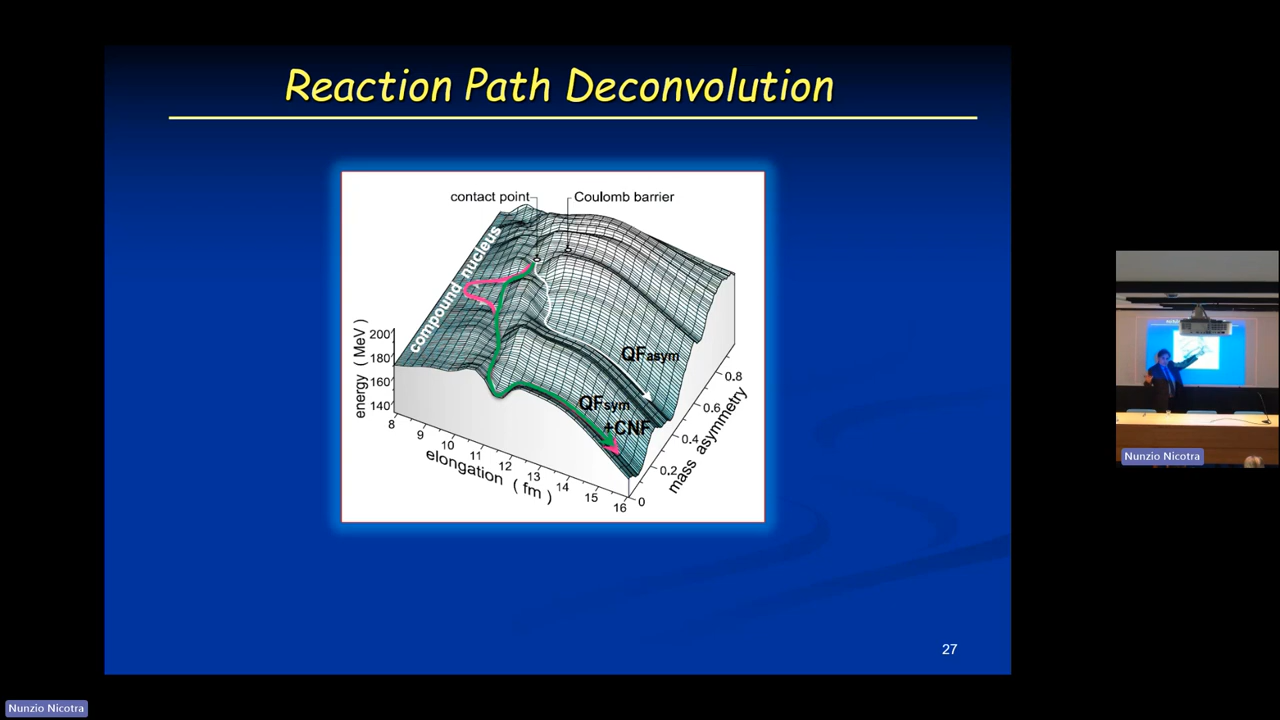 Reaction Path Deconvolution
contact point
Coulomb barrier
compound nucleus
energy ( MeV )
200
180
160
140
8
9
10
11
12
13
14
15
16
elongation ( fm )
0
0.2
0.4
0.6
0.8
mass asymmetry
QFasym
QFsym
+CNF
27
Nunzio Nicotra
Nunzio Nicotra